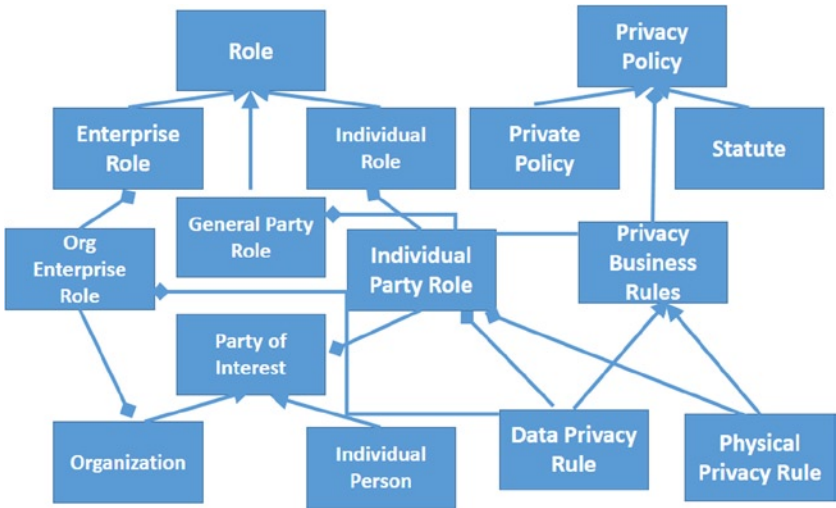 Role
Privacy
Policy
Enterprise
Role
Individual
Role
Private
Policy
Statute
General Party
Role
Org
Enterprise
Role
Individual
Party Role
Privacy
Business
Rules
Party of
Interest
Organization
Individual
Person
Data Privacy
Rule
Physical
Privacy Rule